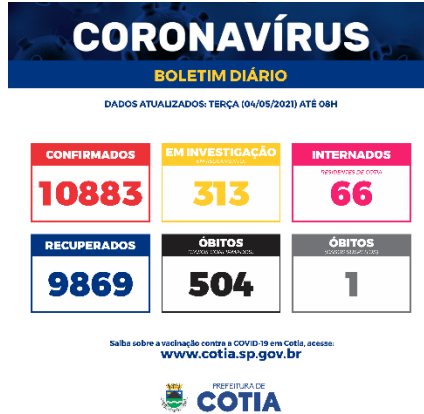 CORONAVÍRUS
BOLETIM DIÁRIO
DADOS ATUALIZADOS: TERÇA (04/05/2021) ATÉ 08H
CONFIRMADOS
10883
EM INVESTIGAÇÃO
313
INTERNADOS
RESIDENTES DE COTIA
66
RECUPERADOS
9869
ÓBITOS
504
ÓBITOS
1
Saiba sobre a vacinação contra a COVID-19 em Cotia, acesse:
www.cotia.sp.gov.br
PREFEITURA DE
COTIA